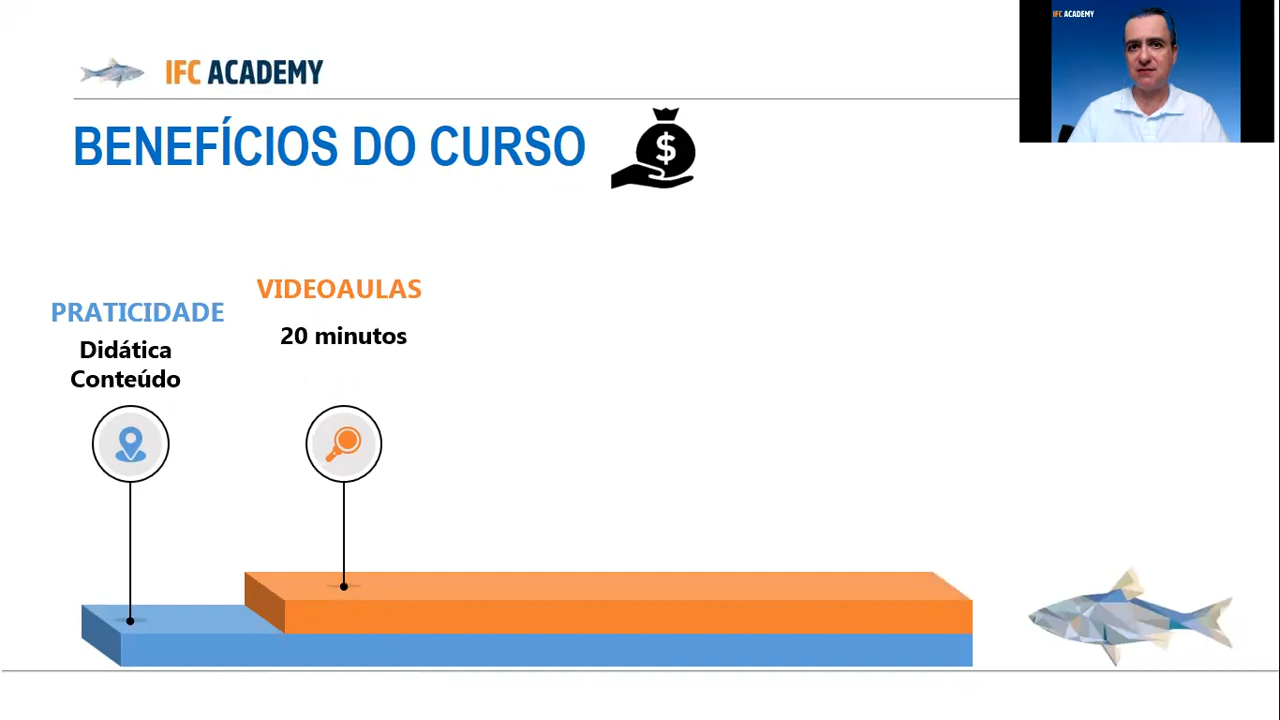 IFC ACADEMY
IFC ACADEMY
BENEFÍCIOS DO CURSO
$
PRATICIDADE
Didática
Conteúdo
VIDEOAULAS
20 minutos